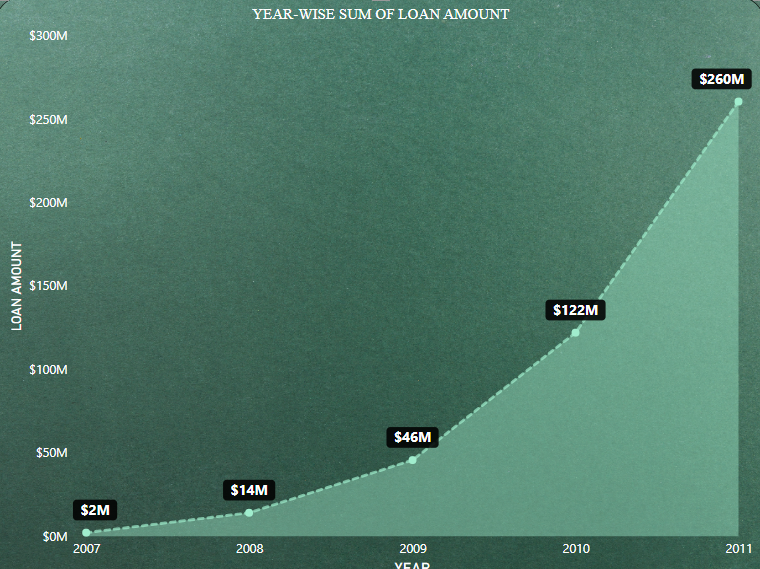 YEAR-WISE SUM OF LOAN AMOUNT
$300M
$260M
$250M
$200M
LOAN AMOUNT
$150M
$122M
$100M
$50M
$46M
$14M
$2M
$0M
2007 2008 2009 2010 2011
YEAR